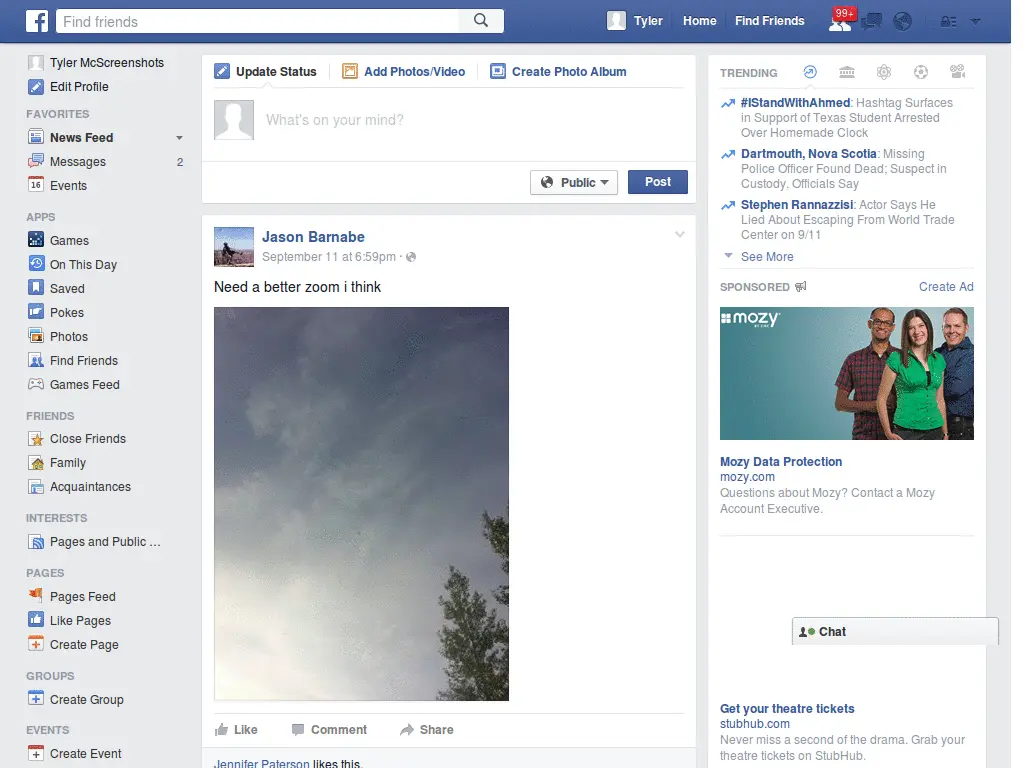 f
Find friends
Tyler
Home
Find Friends
99+
Tyler McScreenshots
Edit Profile
FAVORITES
News Feed
Messages
2
16
Events
APPS
Games
On This Day
Saved
Pokes
Photos
Find Friends
Games Feed
FRIENDS
Close Friends
Family
Acquaintances
INTERESTS
Pages and Public ...
PAGES
Pages Feed
Like Pages
Create Page
GROUPS
Create Group
EVENTS
Create Event
Update Status
Add Photos/Video
Create Photo Album
What's on your mind?
Public
Post
Jason Barnabe
September 11 at 6:59pm ·
Need a better zoom i think
Like
Comment
Share
Jennifer Paterson likes this.
TRENDING
#IStandWithAhmed: Hashtag Surfaces
in Support of Texas Student Arrested
Over Homemade Clock
Dartmouth, Nova Scotia: Missing
Police Officer Found Dead; Suspect in
Custody, Officials Say
Stephen Rannazzisi: Actor Says He
Lied About Escaping From World Trade
Center on 9/11
See More
SPONSORED
Create Ad
mozy
BY EMC
Mozy Data Protection
mozy.com
Questions about Mozy? Contact a Mozy
Account Executive.
Chat
Get your theatre tickets
stubhub.com
Never miss a second of the drama. Grab your
theatre tickets on StubHub.